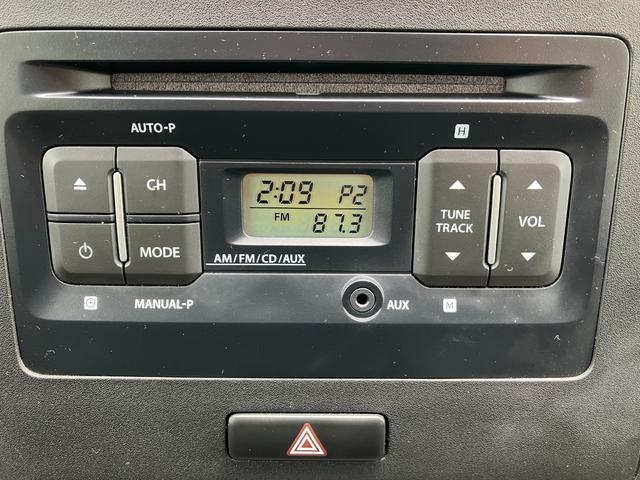 AUTO-P
H
CH
2:09 P2
FM 87.3
TUNE
TRACK
VOL
MODE
AM/FM/CD/AUX
MANUAL-P
AUX
M